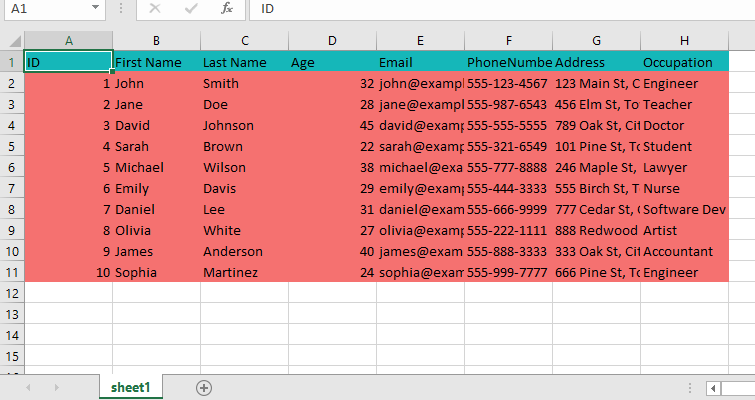 A1 fx ID
A B C D E F G H
1 ID First Name Last Name Age Email PhoneNumbe Address Occupation
2 1 John Smith 32 john@exampl 555-123-4567 123 Main St, C Engineer
3 2 Jane Doe 28 jane@exampl 555-987-6543 456 Elm St, To Teacher
4 3 David Johnson 45 david@examp 555-555-5555 789 Oak St, Cit Doctor
5 4 Sarah Brown 22 sarah@examp 555-321-6549 101 Pine St, To Student
6 5 Michael Wilson 38 michael@exa 555-777-8888 246 Maple St, Lawyer
7 6 Emily Davis 29 emily@examp 555-444-3333 555 Birch St, T Nurse
8 7 Daniel Lee 31 daniel@exam 555-666-9999 777 Cedar St, Software Dev
9 8 Olivia White 27 olivia@examp 555-222-1111 888 Redwood Artist
10 9 James Anderson 40 james@exam 555-888-3333 333 Oak St, Cit Accountant
11 10 Sophia Martinez 24 sophia@exam 555-999-7777 666 Pine St, To Engineer
12
13
14
15
sheet1